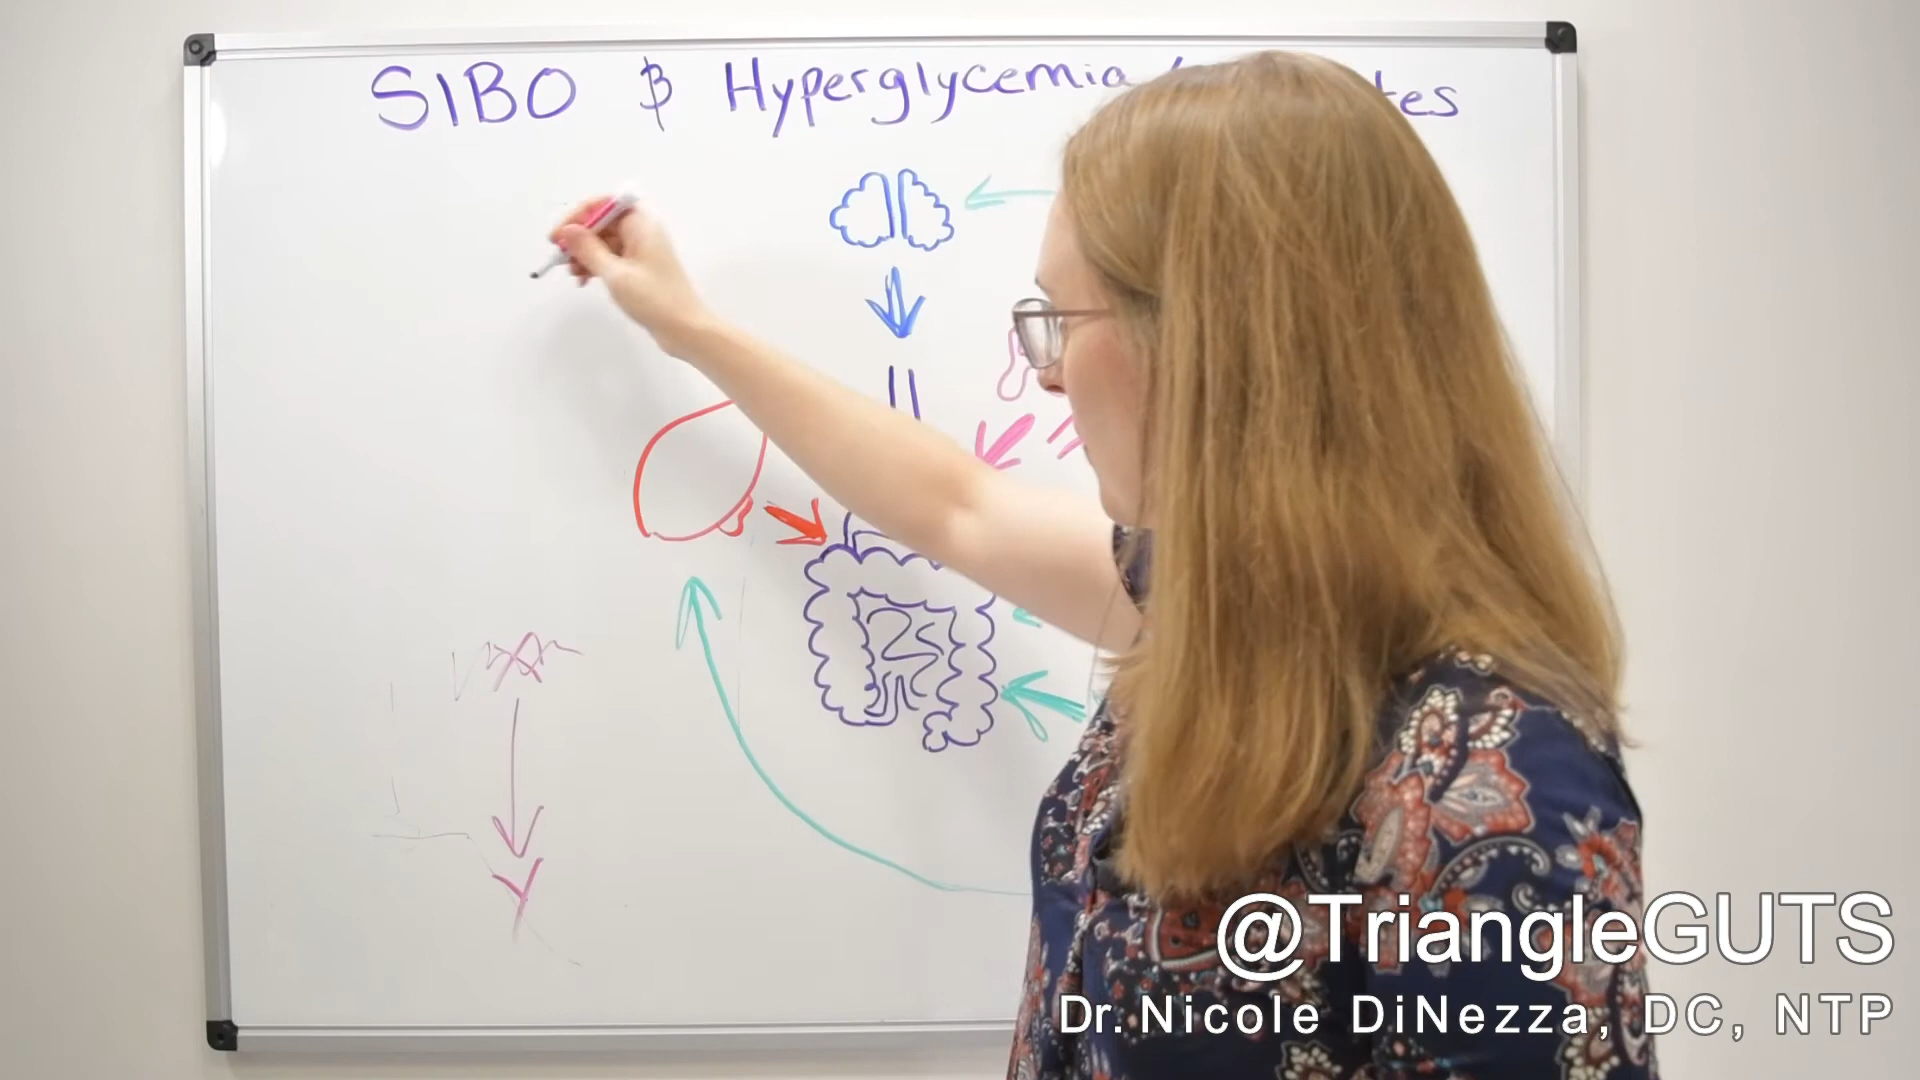 SIBO & Hyperglycemia
@TriangleGUTS
Dr. Nicole DiNezza, DC, NTP